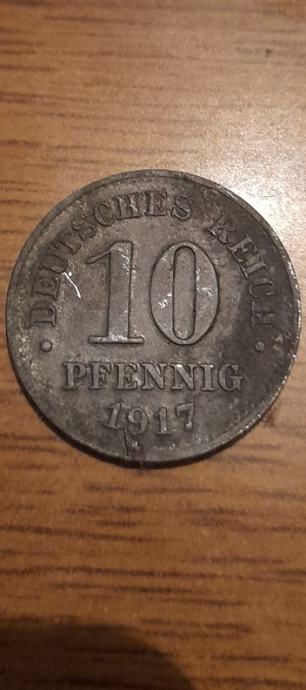 DEUTSCHES REICH
10
PFENNIG
1917